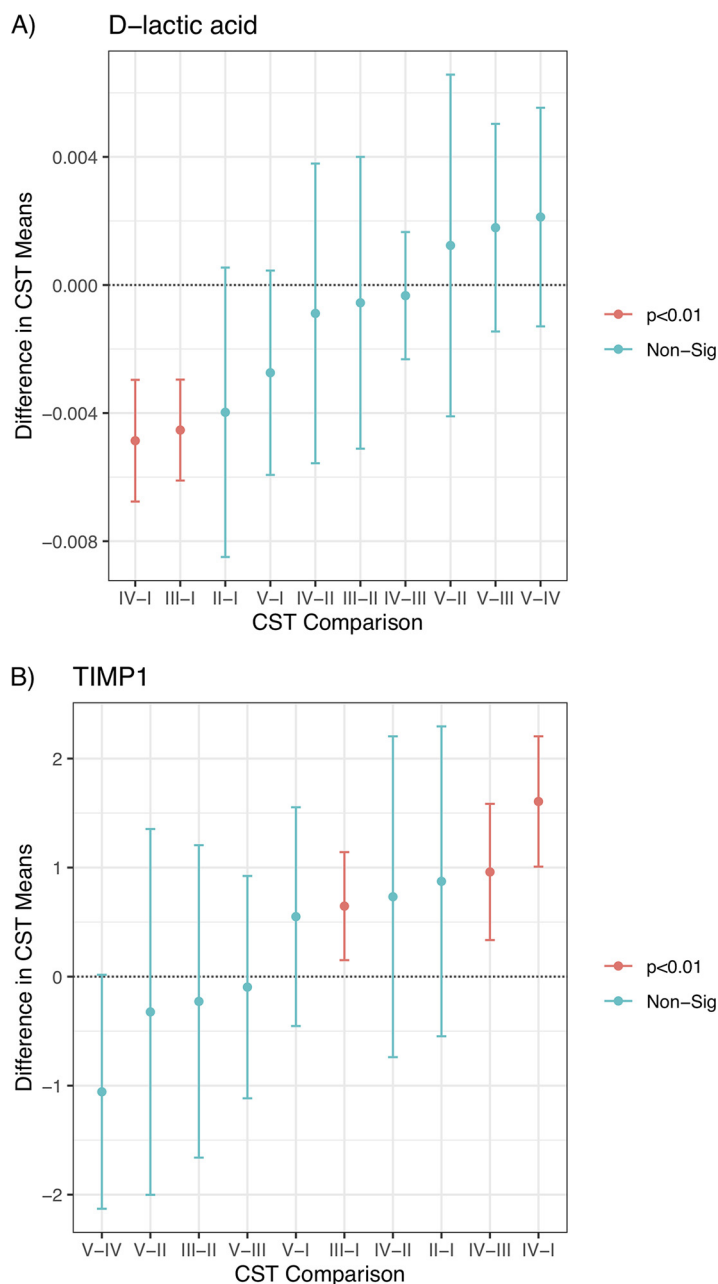 A) D−lactic acid
Difference in CST Means
0.004
0.000
−0.004
−0.008
IV−I III−I II−I V−I IV−II III−II IV−III V−II V−III V−IV
CST Comparison
p<0.01
Non−Sig
B) TIMP1
Difference in CST Means
2
1
0
−1
−2
V−IV V−II III−II V−III V−I III−I IV−II II−I IV−III IV−I
CST Comparison
p<0.01
Non−Sig